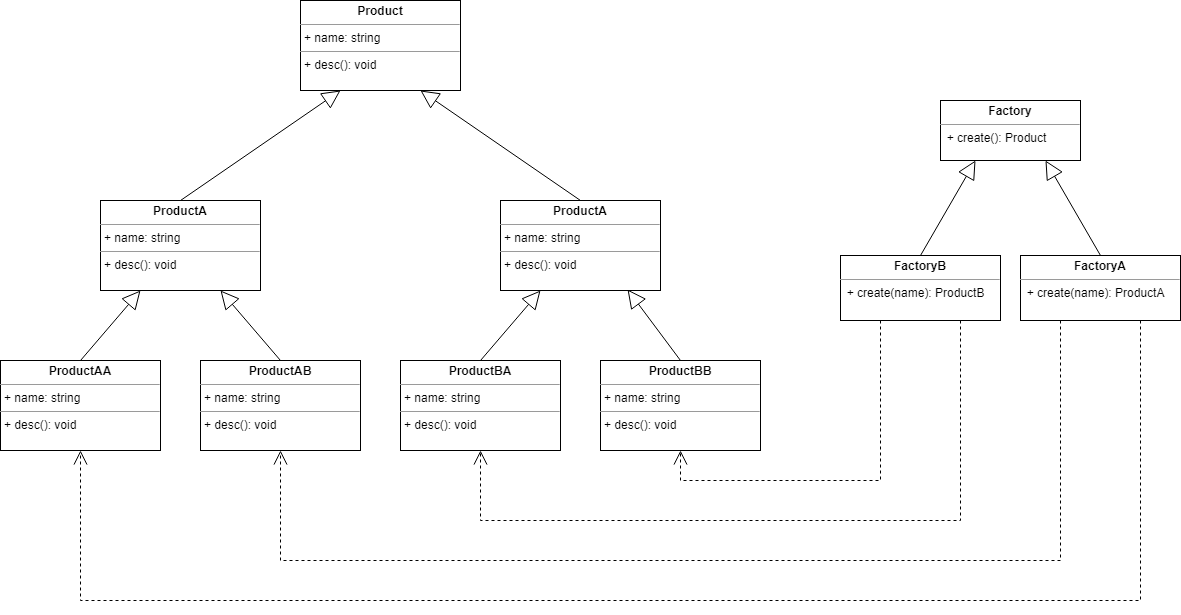 Product
+ name: string
+ desc(): void
Factory
+ create(): Product
ProductA
+ name: string
+ desc(): void
ProductA
+ name: string
+ desc(): void
FactoryB
+ create(name): ProductB
FactoryA
+ create(name): ProductA
ProductAA
+ name: string
+ desc(): void
ProductAB
+ name: string
+ desc(): void
ProductBA
+ name: string
+ desc(): void
ProductBB
+ name: string
+ desc(): void